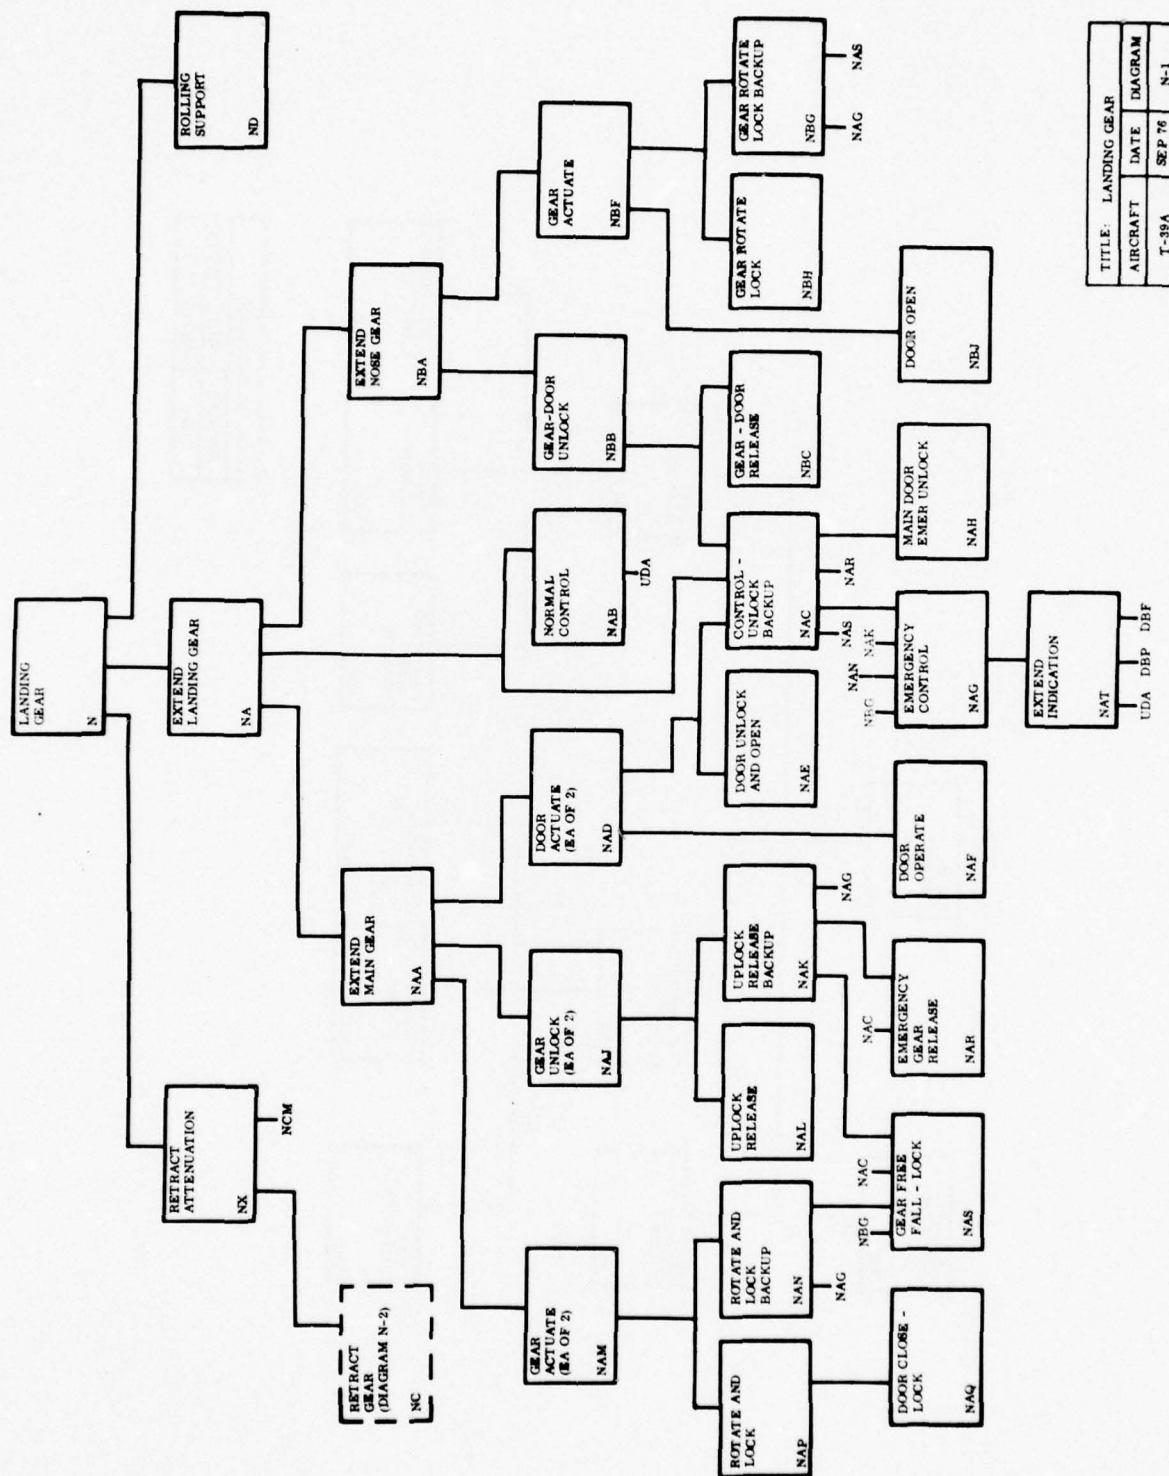 LANDING
GEAR
N
RETRACT
ATTENUATION
NX
NCM
EXTEND
LANDING GEAR
NA
ROLLING
SUPPORT
ND
RETRACT
GEAR
(DIAGRAM N-2)
NC
EXTEND
MAIN GEAR
NAA
EXTEND
NOSE GEAR
NBA
GEAR
ACTUATE
(EA OF 2)
NAM
GEAR
UNLOCK
(EA OF 2)
NAJ
DOOR
ACTUATE
(EA OF 2)
NAD
NORMAL
CONTROL
NAB
UDA
GEAR-DOOR
UNLOCK
NBB
GEAR
ACTUATE
NBF
ROTATE AND
LOCK
NAP
ROTATE AND
LOCK
BACKUP
NAN
NAG
UPLOCK
RELEASE
NAL
UPLOCK
RELEASE
BACKUP
NAK
NAG
DOOR UNLOCK
AND OPEN
NAE
CONTROL -
UNLOCK
BACKUP
NAC
NAS
NAR
GEAR - DOOR
RELEASE
NBC
GEAR ROTATE
LOCK
NBH
GEAR ROTATE
LOCK BACKUP
NBG
NAG
NAS
DOOR CLOSE -
LOCK
NAQ
NBG
NAC
GEAR FREE
FALL - LOCK
NAS
NAC
EMERGENCY
GEAR
RELEASE
NAR
DOOR
OPERATE
NAF
NBG
NAN
NAK
EMERGENCY
CONTROL
NAG
MAIN DOOR
EMER UNLOCK
NAH
DOOR OPEN
NBJ
EXTEND
INDICATION
NAT
UDA DBP DBF
TITLE: LANDING GEAR
AIRCRAFT DATE DIAGRAM
T-39A SEP 76 N-1